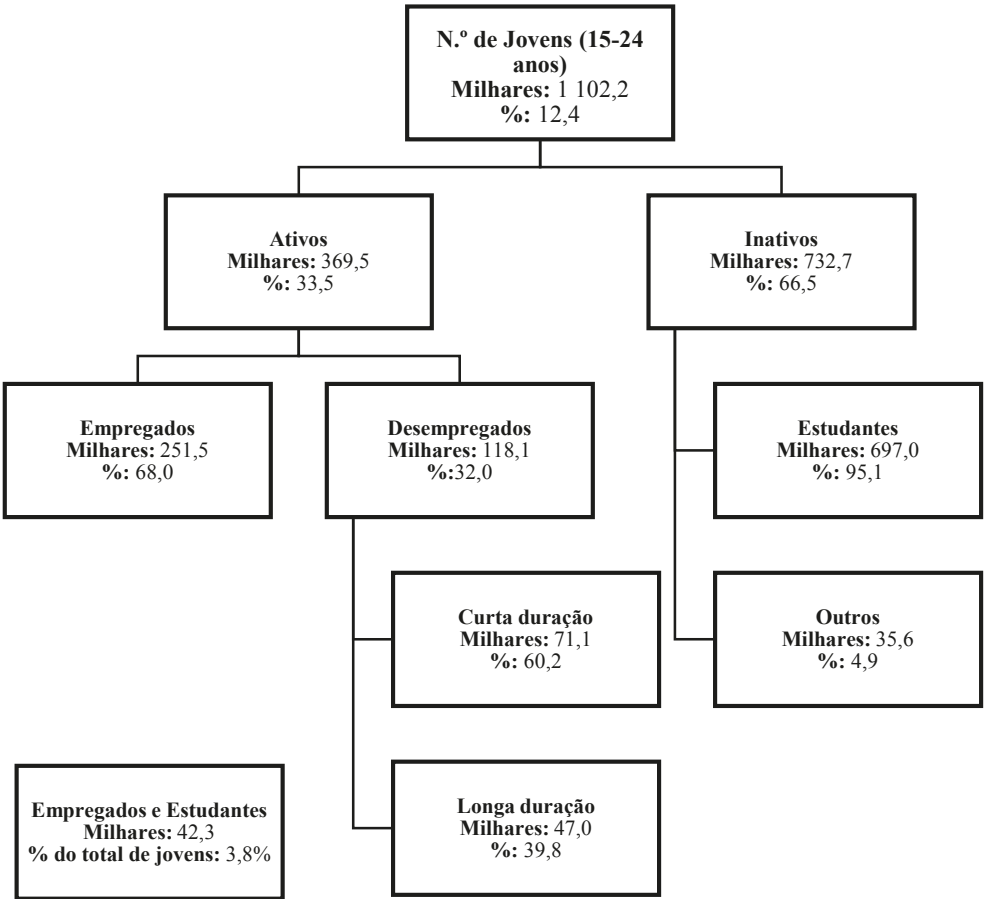 N.º de Jovens (15-24
anos)
Milhares: 1 102,2
%: 12,4
Ativos
Milhares: 369,5
%: 33,5
Inativos
Milhares: 732,7
%: 66,5
Empregados
Milhares: 251,5
%: 68,0
Desempregados
Milhares: 118,1
%:32,0
Estudantes
Milhares: 697,0
%: 95,1
Curta duração
Milhares: 71,1
%: 60,2
Outros
Milhares: 35,6
%: 4,9
Empregados e Estudantes
Milhares: 42,3
% do total de jovens: 3,8%
Longa duração
Milhares: 47,0
%: 39,8